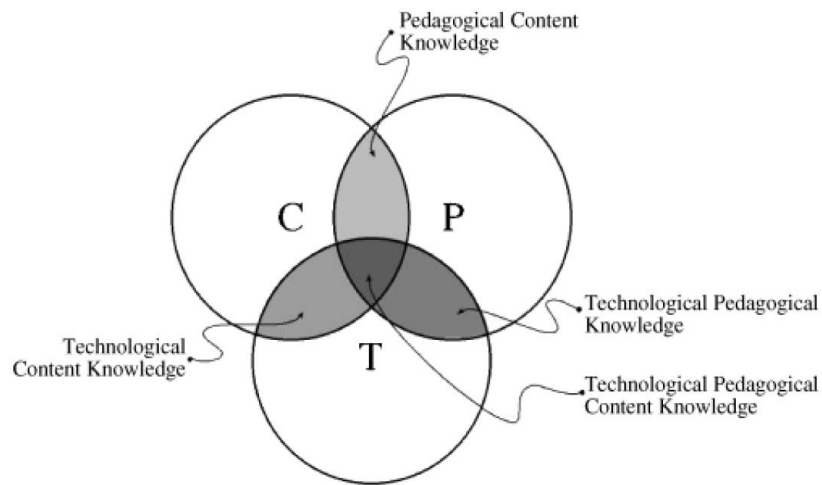 Pedagogical Content
Knowledge
C
P
Technological Pedagogical
Knowledge
Technological
Content Knowledge
T
Technological Pedagogical
Content Knowledge